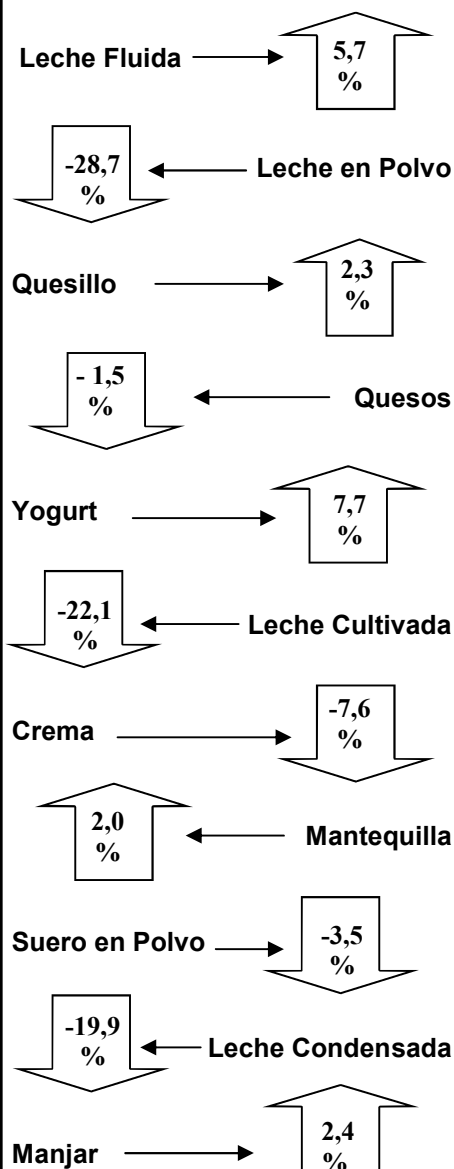 Leche Fluida
5,7
%
-28,7
%
Leche en Polvo
Quesillo
2,3
%
- 1,5
%
Quesos
Yogurt
7,7
%
-22,1
%
Leche Cultivada
Crema
-7,6
%
2,0
%
Mantequilla
Suero en Polvo
-3,5
%
-19,9
%
Leche Condensada
Manjar
2,4
%